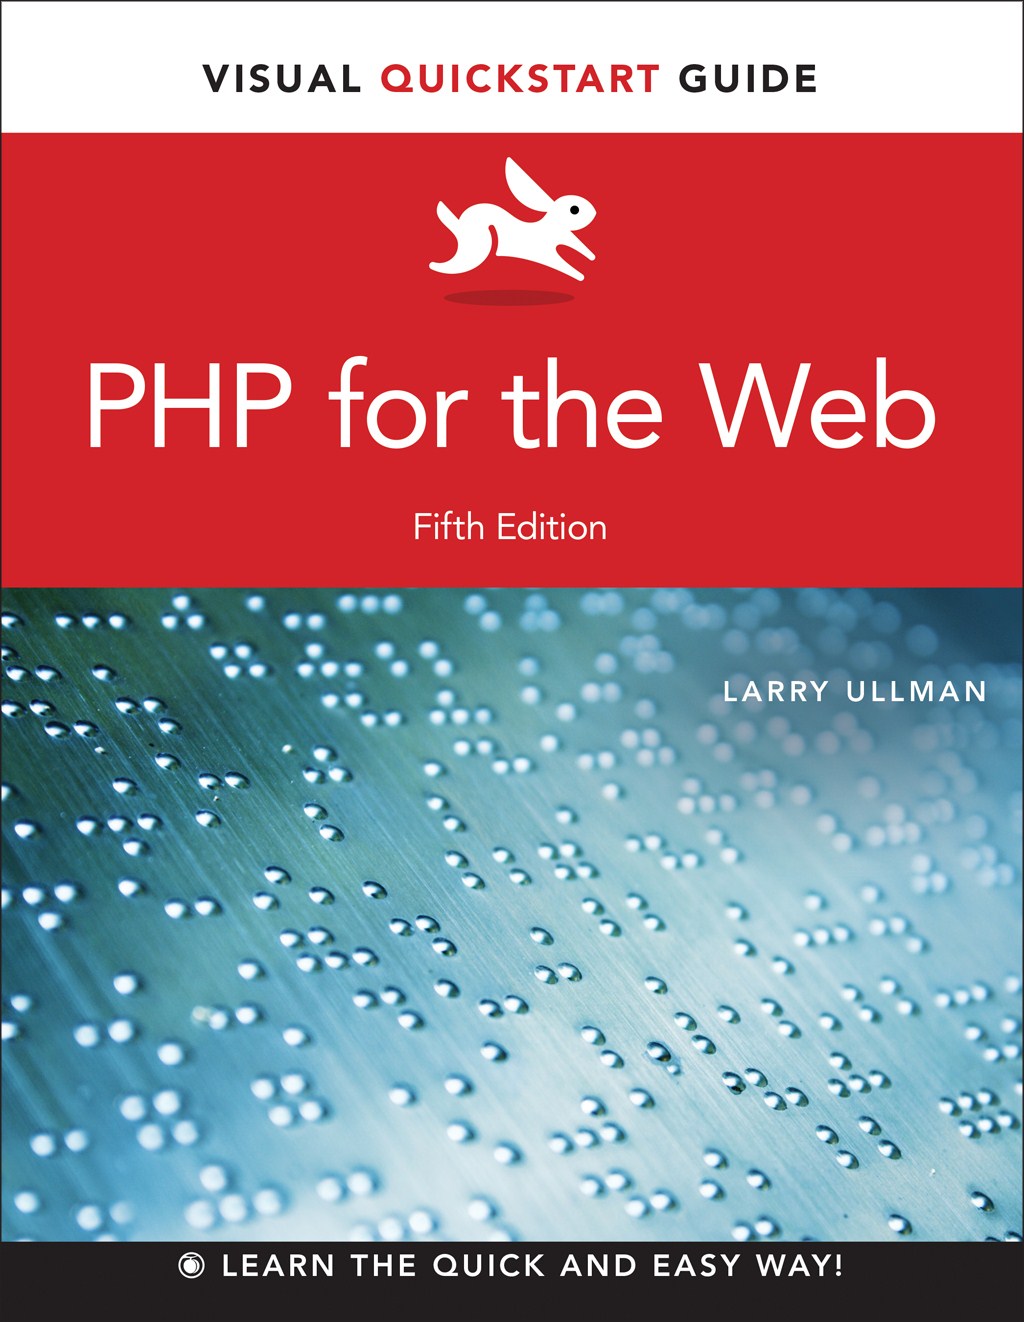 VISUAL QUICKSTART GUIDE
PHP for the Web
Fifth Edition
LARRY ULLMAN
LEARN THE QUICK AND EASY WAY!